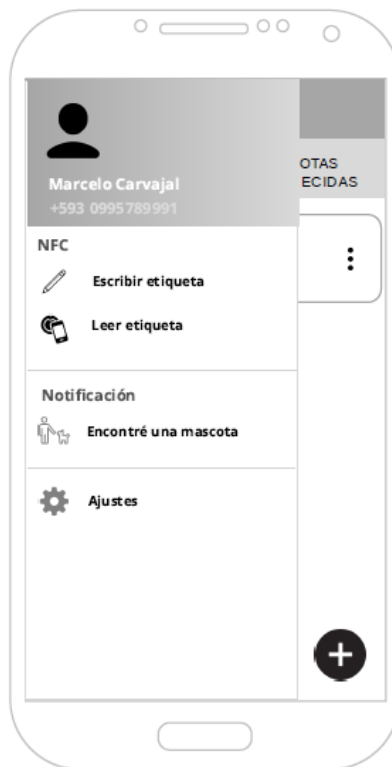 Marcelo Carvajal
+593 0995789991
OTAS
ECIDAS
NFC
Escribir etiqueta
Leer etiqueta
Notificación
Encontré una mascota
Ajustes